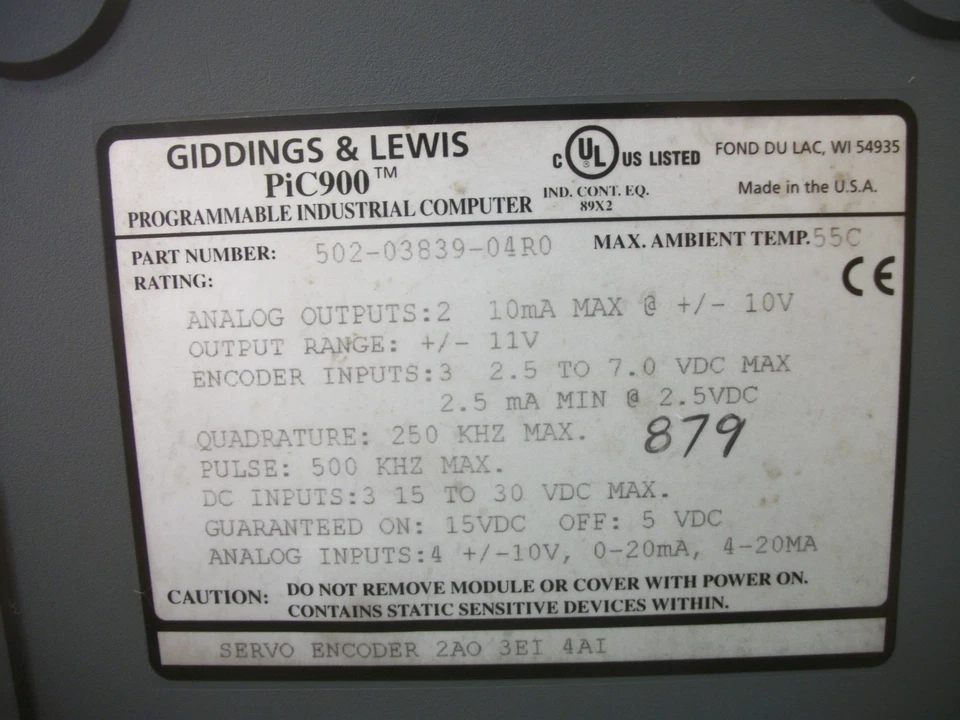 GIDDINGS & LEWIS
PiC900™
PROGRAMMABLE INDUSTRIAL COMPUTER
C UL US LISTED
IND. CONT. EQ.
89X2
FOND DU LAC, WI 54935
Made in the U.S.A.
PART NUMBER: 502-03839-04R0 MAX. AMBIENT TEMP. 55C
RATING:
CE
ANALOG OUTPUTS:2 10mA MAX @ +/- 10V
OUTPUT RANGE: +/- 11V
ENCODER INPUTS:3 2.5 TO 7.0 VDC MAX
2.5 mA MIN @ 2.5VDC
QUADRATURE: 250 KHZ MAX. 879
PULSE: 500 KHZ MAX.
DC INPUTS:3 15 TO 30 VDC MAX.
GUARANTEED ON: 15VDC OFF: 5 VDC
ANALOG INPUTS:4 +/-10V, 0-20mA, 4-20MA
CAUTION: DO NOT REMOVE MODULE OR COVER WITH POWER ON.
CONTAINS STATIC SENSITIVE DEVICES WITHIN.
SERVO ENCODER 2AO 3EI 4AI